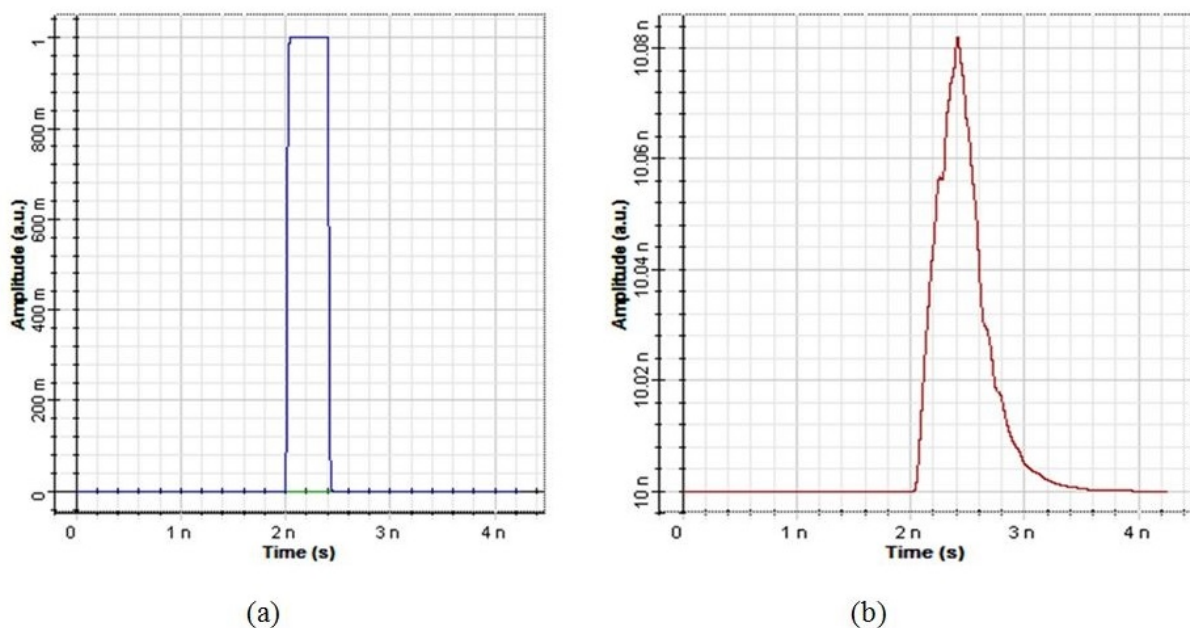 Amplitude (a.u.)
1
800 m
600 m
400 m
200 m
0
0 1 n 2 n 3 n 4 n
Time (s)
(a)
Amplitude (a.u.)
10.08 n
10.06 n
10.04 n
10.02 n
10 n
0 1 n 2 n 3 n 4 n
Time (s)
(b)